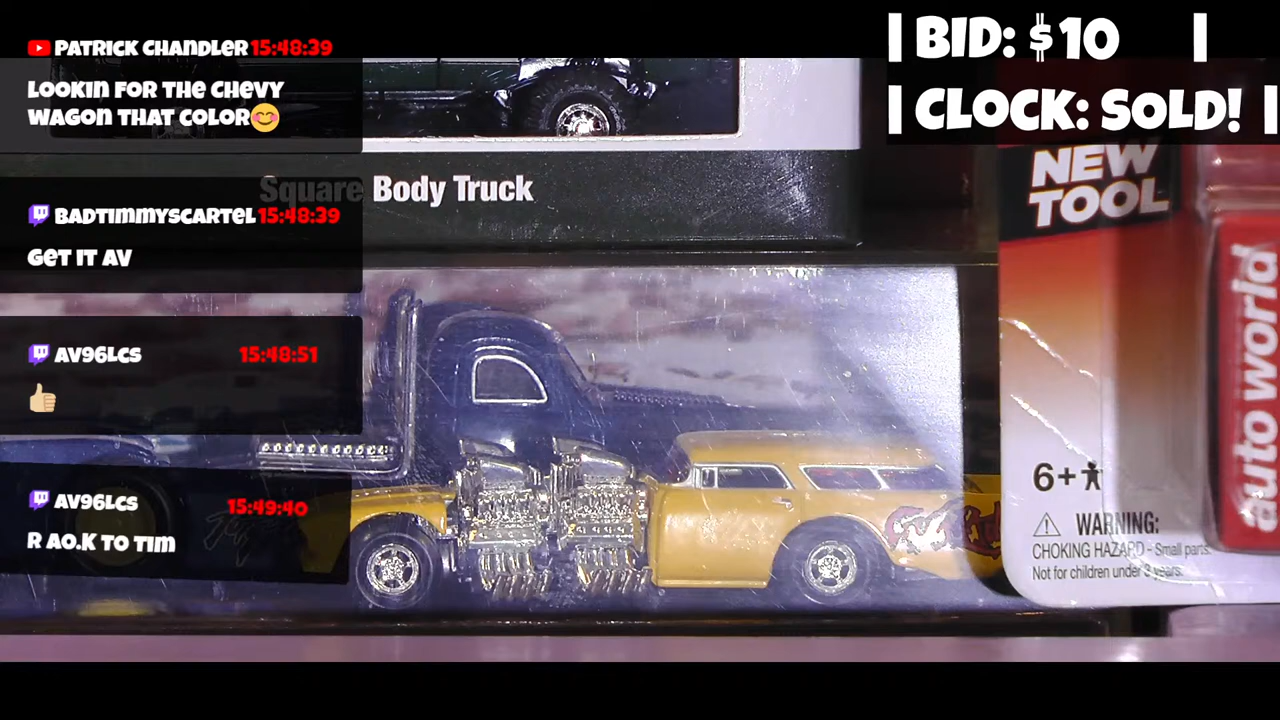 PATRICK CHANDLER 15:48:39
LOOKIN FOR THE CHEVY
WAGON THAT COLOR😊
BADTIMMYSCARTEL 15:48:39
GET IT AV
AV96LCS 15:48:51
👍🏼
AV96LCS 15:49:40
R AO.K TO TIM
| BID: $10 |
| CLOCK: SOLD! |
Square Body Truck
NEW
TOOL
auto world
6+
WARNING:
CHOKING HAZARD - Small parts.
Not for children under 3 years.